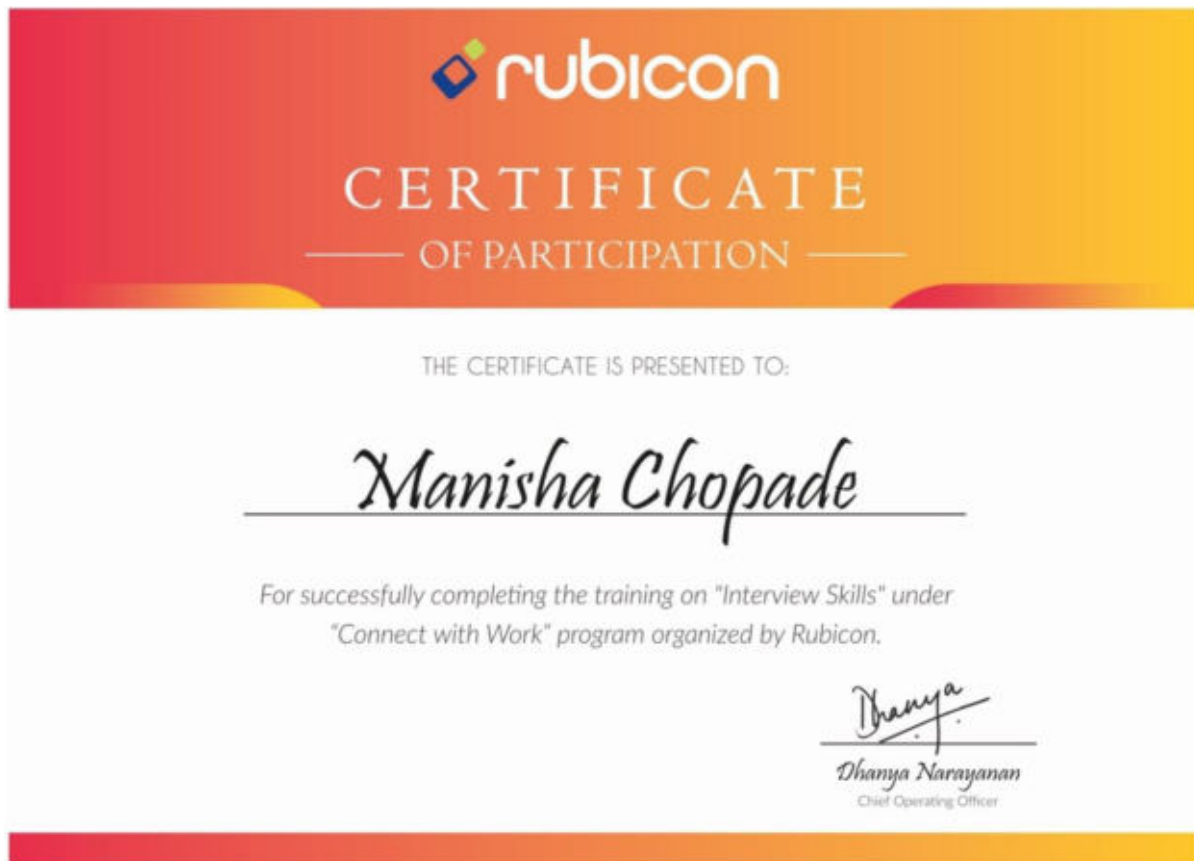 rubicon
CERTIFICATE
OF PARTICIPATION
THE CERTIFICATE IS PRESENTED TO:
Manisha Chopade
For successfully completing the training on "Interview Skills" under
"Connect with Work" program organized by Rubicon.
Dhanya
Dhanya Narayanan
Chief Operating Officer